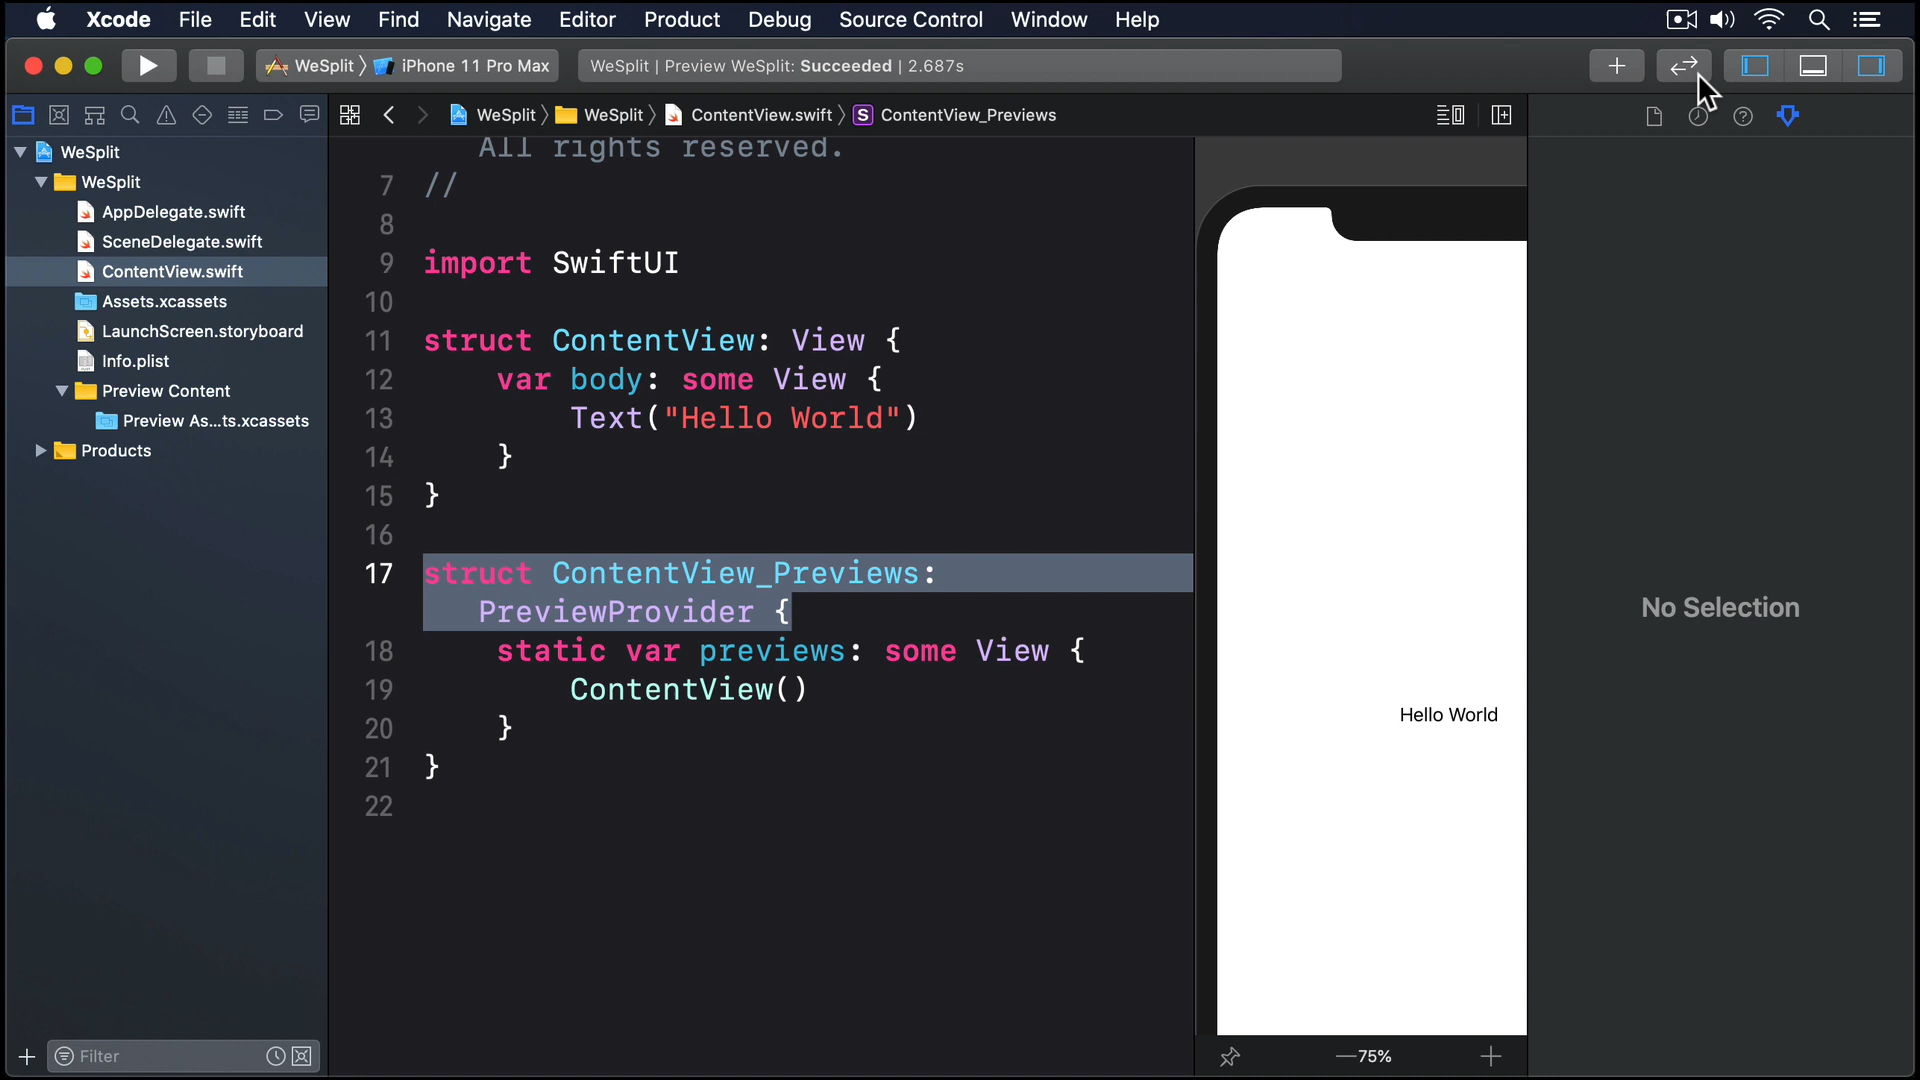 Xcode File Edit View Find Navigate Editor Product Debug Source Control Window Help
WeSplit iPhone 11 Pro Max WeSplit | Preview WeSplit: Succeeded | 2.687s
WeSplit WeSplit ContentView.swift S ContentView_Previews
WeSplit
WeSplit
AppDelegate.swift
SceneDelegate.swift
ContentView.swift
Assets.xcassets
LaunchScreen.storyboard
Info.plist
Preview Content
Preview As...ts.xcassets
Products
Filter
All rights reserved.
7 //
8
9 import SwiftUI
10
11 struct ContentView: View {
12 var body: some View {
13 Text("Hello World")
14 }
15 }
16
17 struct ContentView_Previews:
PreviewProvider {
18 static var previews: some View {
19 ContentView()
20 }
21 }
22
Hello World
75%
No Selection